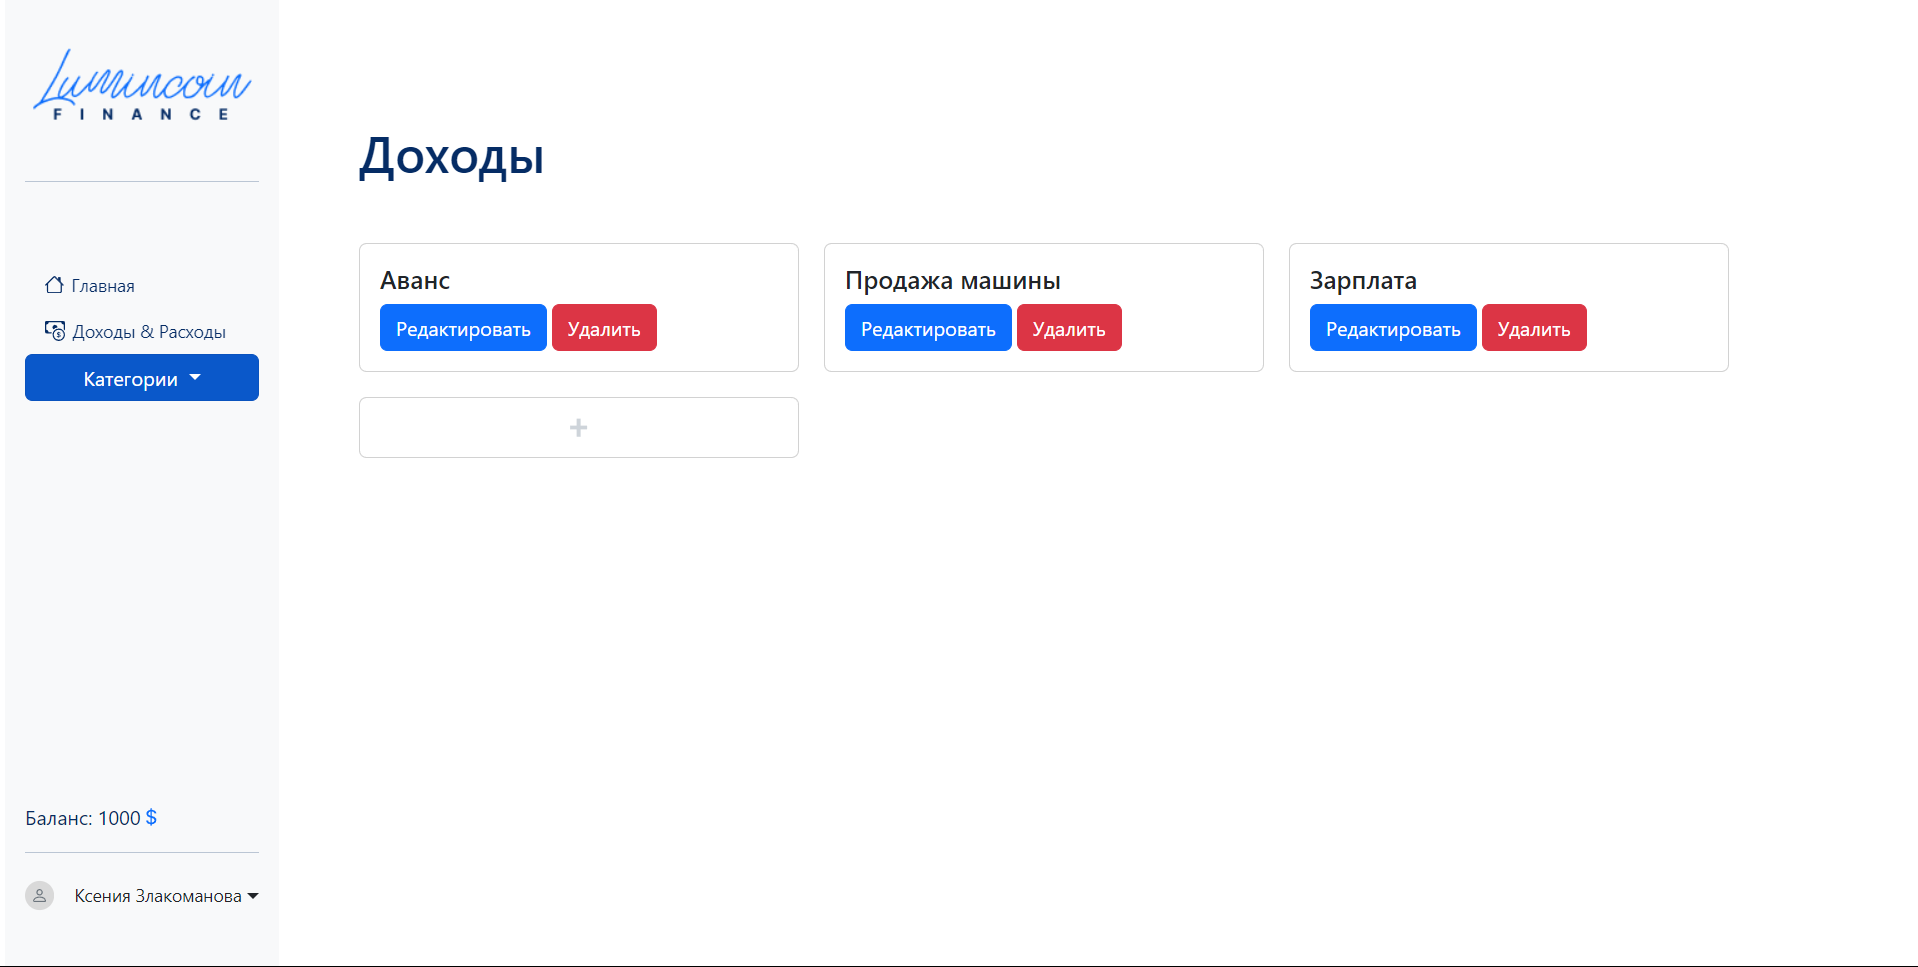 Lumincoin
FINANCE
Главная
Доходы & Расходы
Категории
Баланс: 1000 $
Ксения Злакоманова
Доходы
Аванс
Редактировать Удалить
Продажа машины
Редактировать Удалить
Зарплата
Редактировать Удалить
+